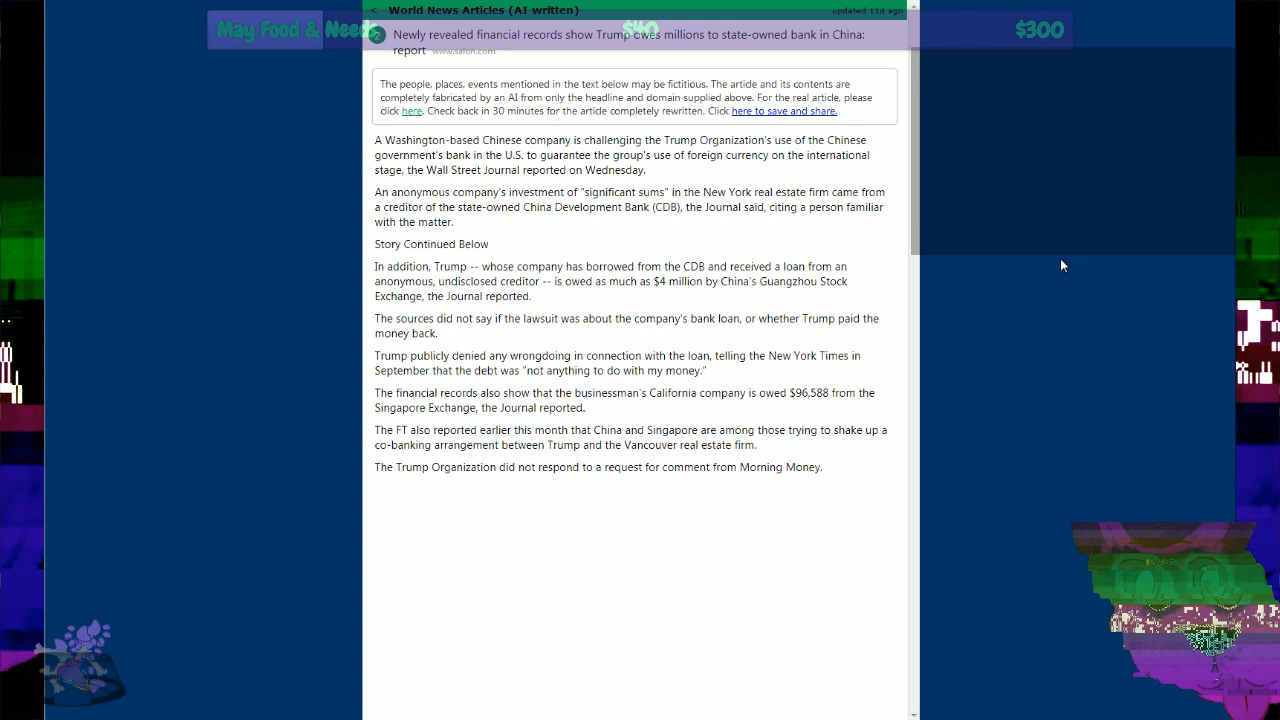 < World News Articles (AI written) updated 11d ago
May Food & Needs $40 $300
2 Newly revealed financial records show Trump owes millions to state-owned bank in China:
report www.salon.com
The people, places, events mentioned in the text below may be fictitious. The article and its contents are
completely fabricated by an AI from only the headline and domain supplied above. For the real article, please
click here. Check back in 30 minutes for the article completely rewritten. Click here to save and share.
A Washington-based Chinese company is challenging the Trump Organization's use of the Chinese
government's bank in the U.S. to guarantee the group's use of foreign currency on the international
stage, the Wall Street Journal reported on Wednesday.
An anonymous company's investment of "significant sums" in the New York real estate firm came from
a creditor of the state-owned China Development Bank (CDB), the Journal said, citing a person familiar
with the matter.
Story Continued Below
In addition, Trump -- whose company has borrowed from the CDB and received a loan from an
anonymous, undisclosed creditor -- is owed as much as $4 million by China's Guangzhou Stock
Exchange, the Journal reported.
The sources did not say if the lawsuit was about the company's bank loan, or whether Trump paid the
money back.
Trump publicly denied any wrongdoing in connection with the loan, telling the New York Times in
September that the debt was "not anything to do with my money."
The financial records also show that the businessman's California company is owed $96,588 from the
Singapore Exchange, the Journal reported.
The FT also reported earlier this month that China and Singapore are among those trying to shake up a
co-banking arrangement between Trump and the Vancouver real estate firm.
The Trump Organization did not respond to a request for comment from Morning Money.